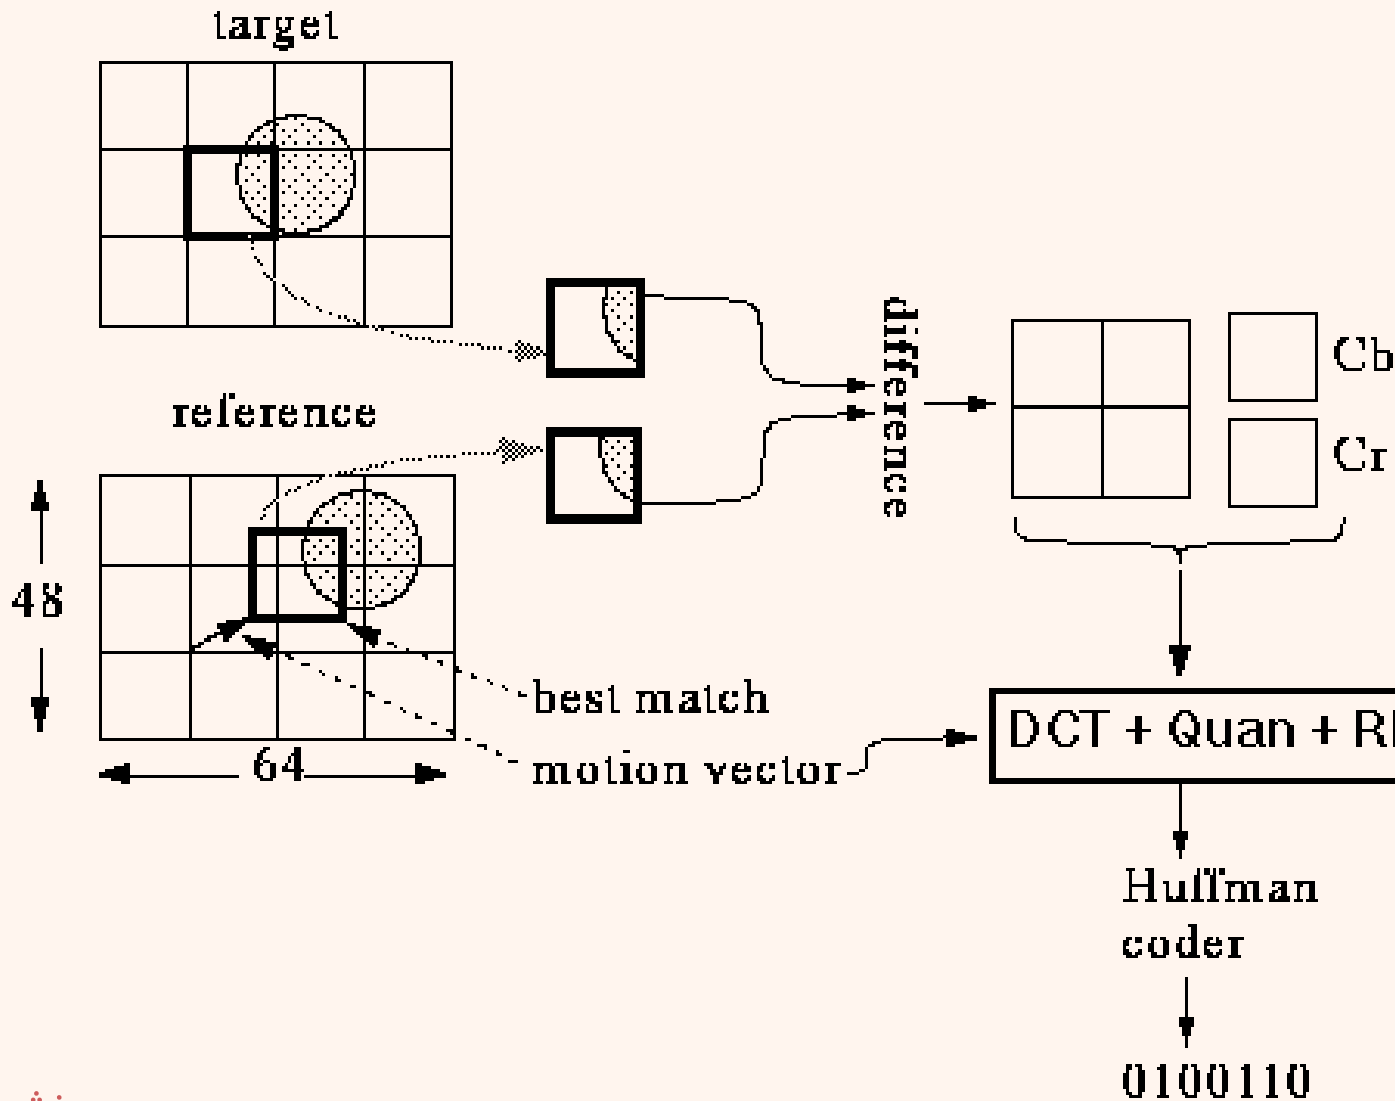 target
difference
Cb
reference
Cr
48
best match
DCT + Quan +
64
motion vector
Huffman
coder
0100110